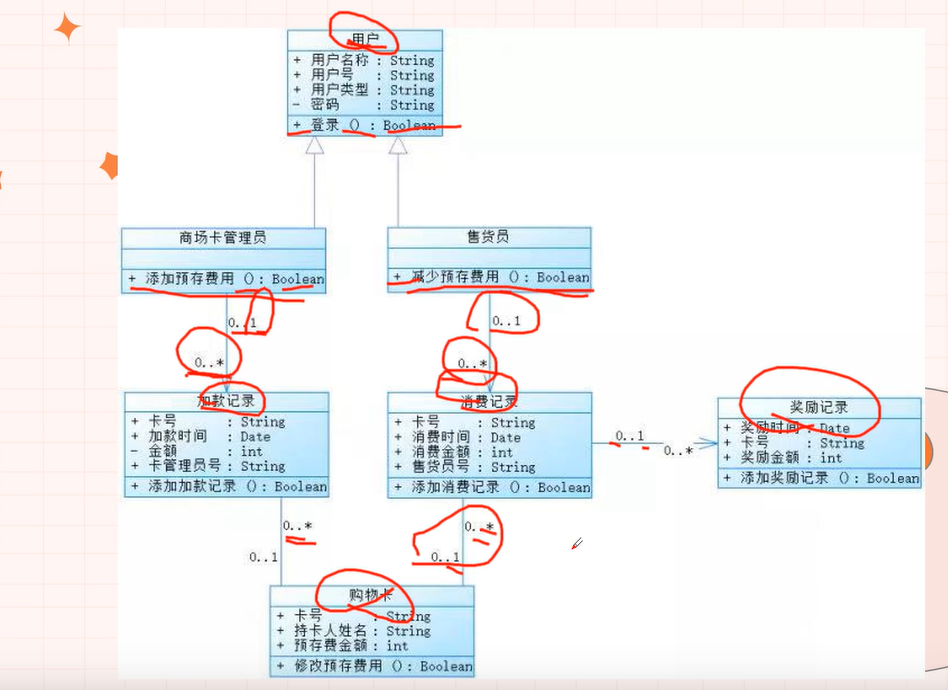 用户
+ 用户名称 : String
+ 用户号 : String
+ 用户类型 : String
- 密码 : String
+ 登录 () : Boolean
商场卡管理员
+ 添加预存费用 () : Boolean
售货员
+ 减少预存费用 () : Boolean
0..1
0..*
0..1
0..*
加款记录
+ 卡号 : String
+ 加款时间 : Date
- 金额 : int
+ 卡管理员号 : String
+ 添加加款记录 () : Boolean
消费记录
+ 卡号 : String
+ 消费时间 : Date
+ 消费金额 : int
+ 售货员号 : String
+ 添加消费记录 () : Boolean
0..1
0..*
奖励记录
+ 奖励时间 : Date
+ 卡号 : String
+ 奖励金额 : int
+ 添加奖励记录 () : Boolean
0..*
0..1
0..*
0..1
购物卡
+ 卡号 : String
+ 持卡人姓名 : String
+ 预存费金额 : int
+ 修改预存费用 () : Boolean